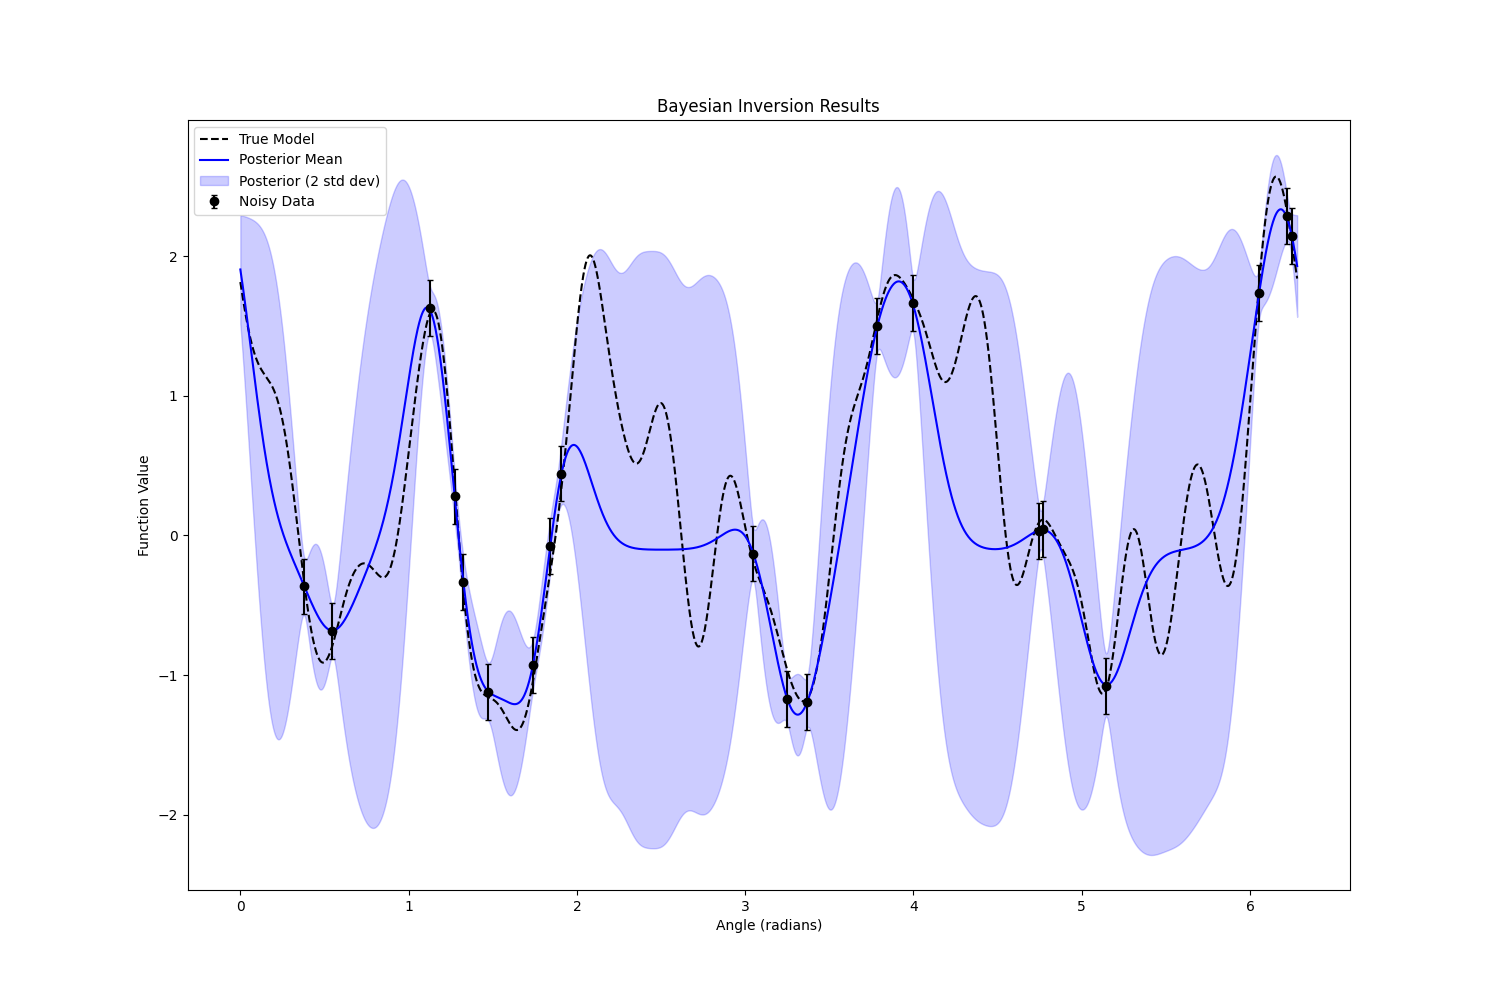 Bayesian Inversion Results
True Model
Posterior Mean
Posterior (2 std dev)
Noisy Data
Function Value
2
1
0
−1
−2
0 1 2 3 4 5 6
Angle (radians)